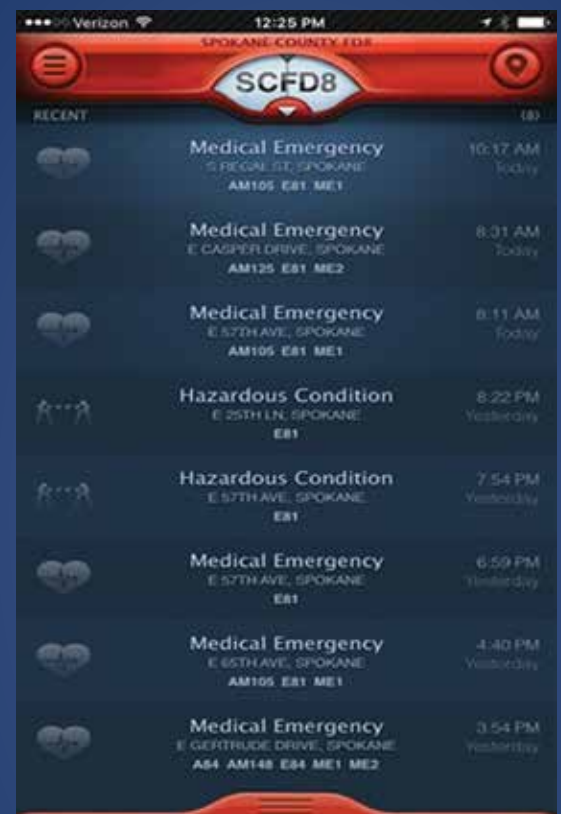 Verizon 12:25 PM
SPOKANE COUNTY FD8
SCFD8
RECENT (8)
Medical Emergency 10:17 AM
S REGAL ST, SPOKANE Today
AM105 E81 ME1
Medical Emergency 8:31 AM
E CASPER DRIVE, SPOKANE Today
AM125 E81 ME2
Medical Emergency 8:11 AM
E 57TH AVE, SPOKANE Today
AM105 E81 ME1
Hazardous Condition 8:22 PM
E 25TH LN, SPOKANE Yesterday
E81
Hazardous Condition 7:54 PM
E 57TH AVE, SPOKANE Yesterday
E81
Medical Emergency 6:59 PM
E 57TH AVE, SPOKANE Yesterday
E81
Medical Emergency 4:40 PM
E 65TH AVE, SPOKANE Yesterday
AM105 E81 ME1
Medical Emergency 3:54 PM
E GERTRUDE DRIVE, SPOKANE Yesterday
A84 AM148 E84 ME1 ME2